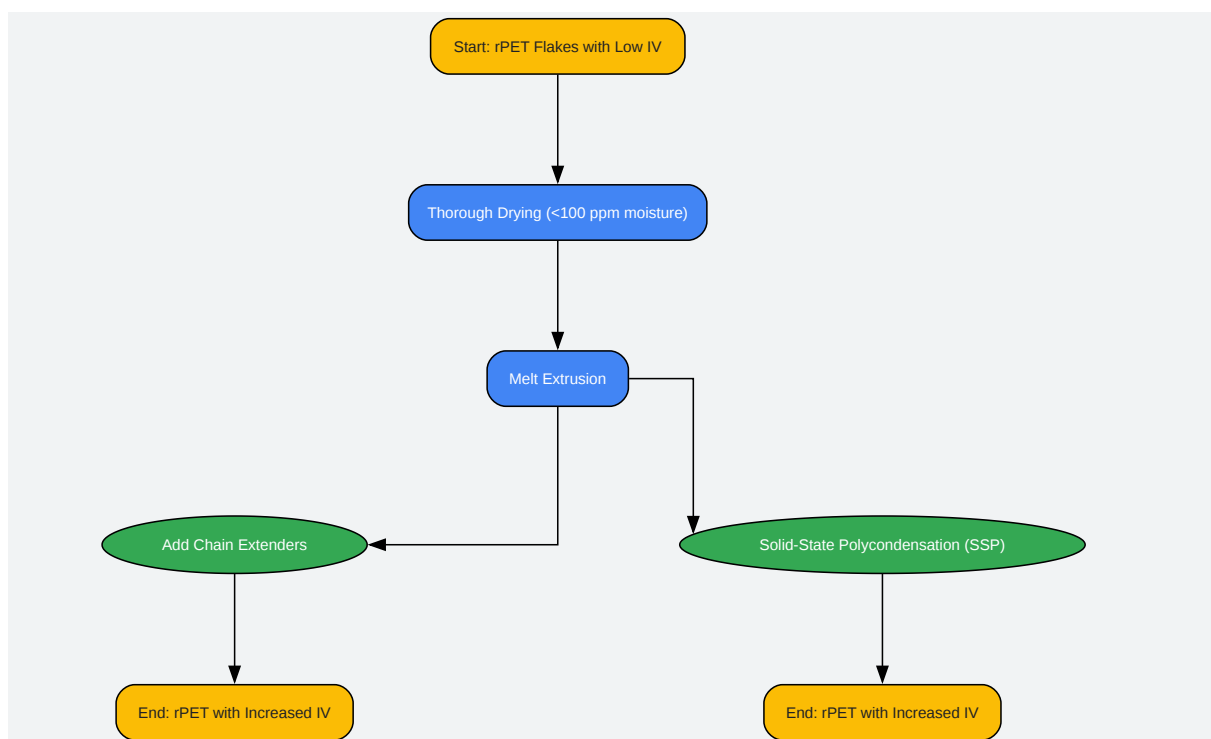 Start: rPET Flakes with Low IV
Thorough Drying (<100 ppm moisture)
Melt Extrusion
Add Chain Extenders
Solid-State Polycondensation (SSP)
End: rPET with Increased IV
End: rPET with Increased IV